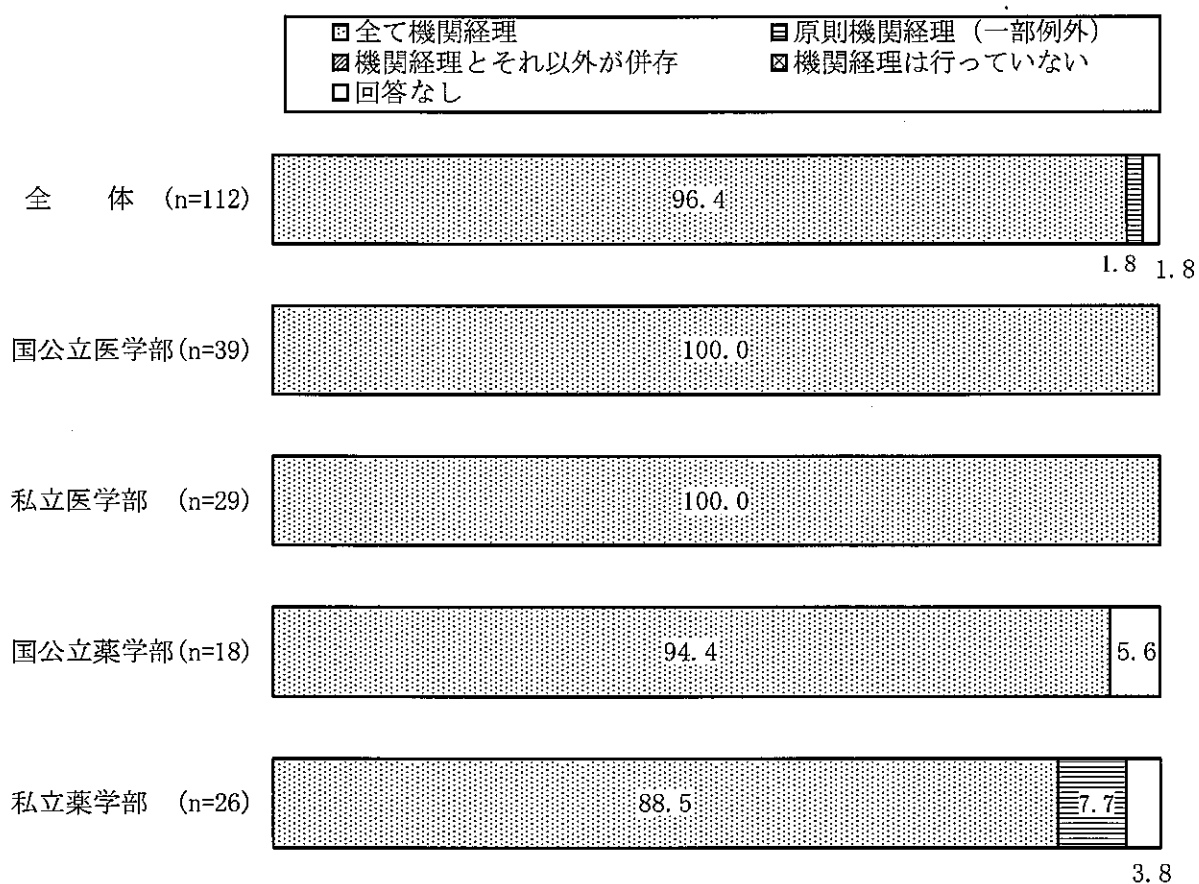 全て機関経理 原則機関経理（一部例外）
機関経理とそれ以外が併存 機関経理は行っていない
回答なし
全 体 (n=112) 96.4
1.8 1.8
国公立医学部(n=39) 100.0
私立医学部 (n=29) 100.0
国公立薬学部(n=18) 94.4 5.6
私立薬学部 (n=26) 88.5 7.7
3.8